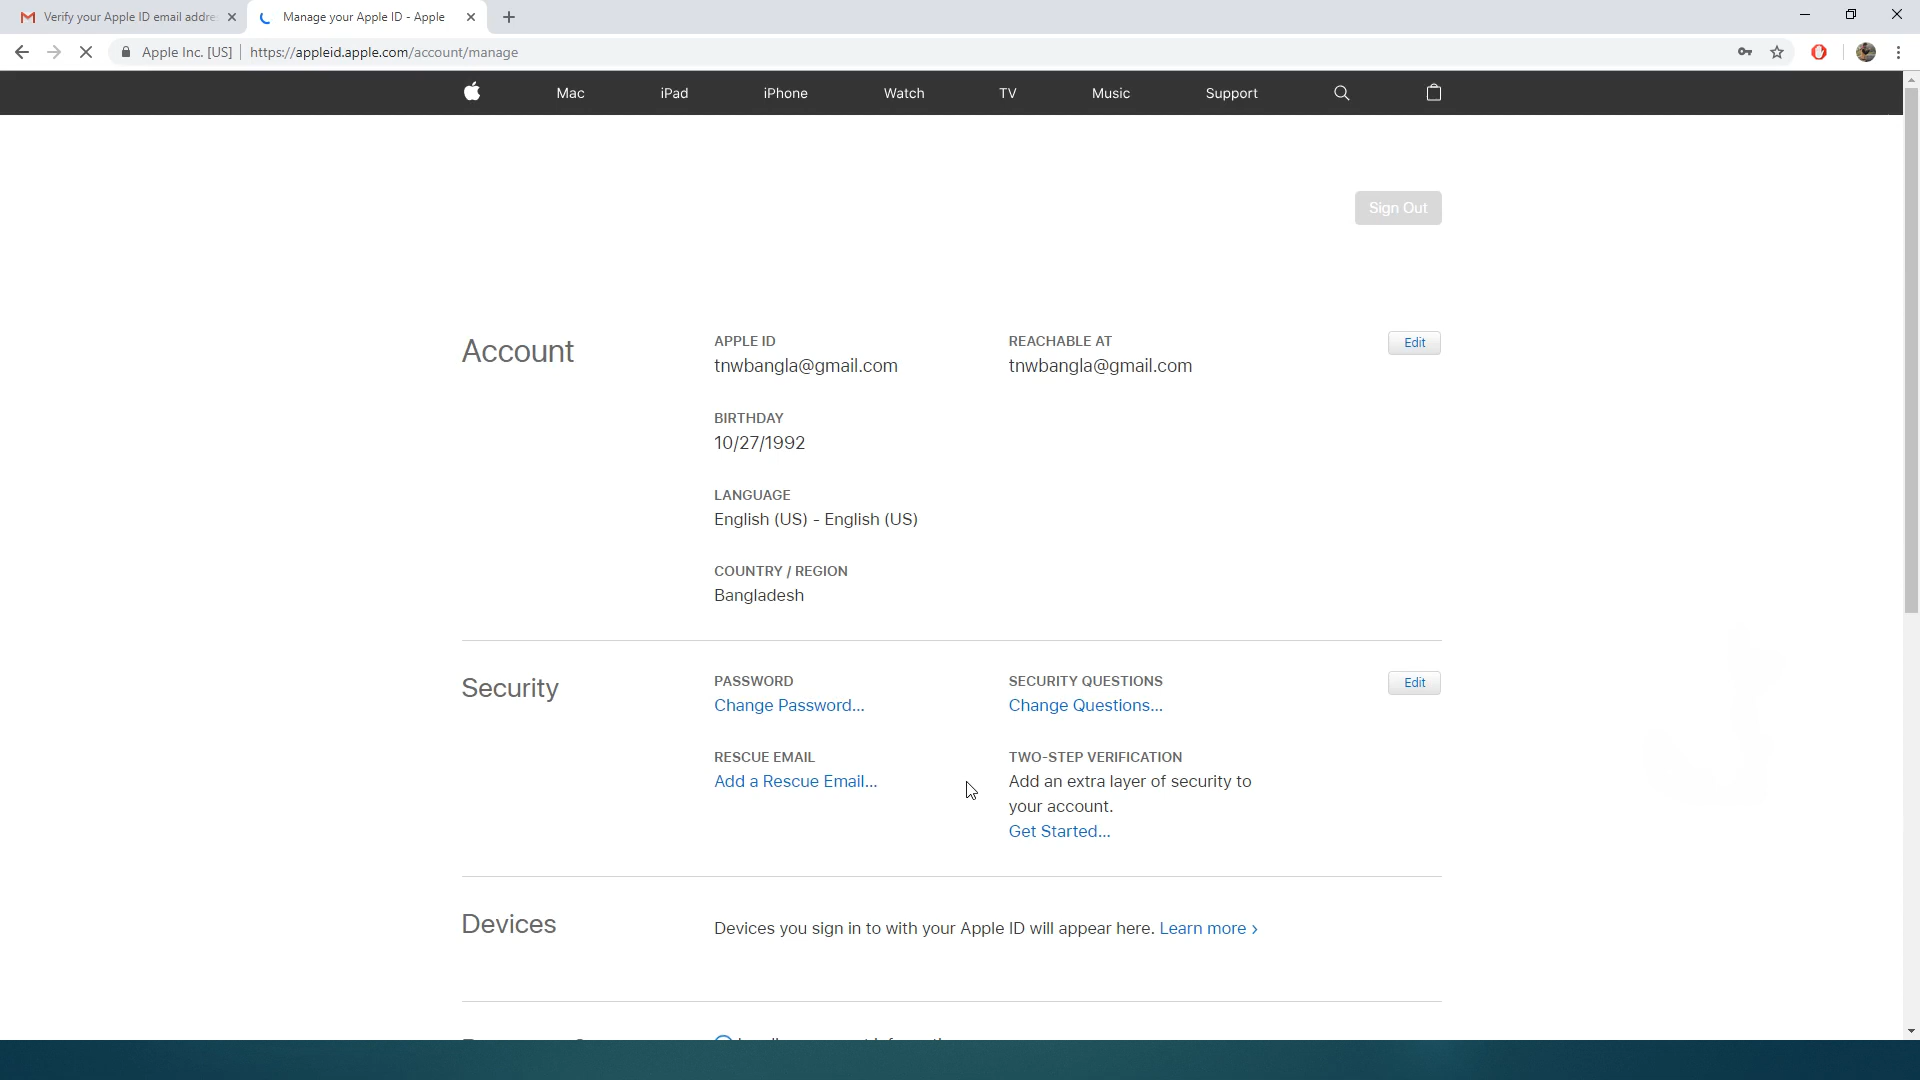 Verify your Apple ID email addre
Manage your Apple ID - Apple
Apple Inc. [US] | https://appleid.apple.com/account/manage
Mac iPad iPhone Watch TV Music Support
Sign Out
Account
APPLE ID
tnwbangla@gmail.com
REACHABLE AT
tnwbangla@gmail.com
Edit
BIRTHDAY
10/27/1992
LANGUAGE
English (US) - English (US)
COUNTRY / REGION
Bangladesh
Security
PASSWORD
Change Password...
SECURITY QUESTIONS
Change Questions...
Edit
RESCUE EMAIL
Add a Rescue Email...
TWO-STEP VERIFICATION
Add an extra layer of security to
your account.
Get Started...
Devices
Devices you sign in to with your Apple ID will appear here. Learn more ›